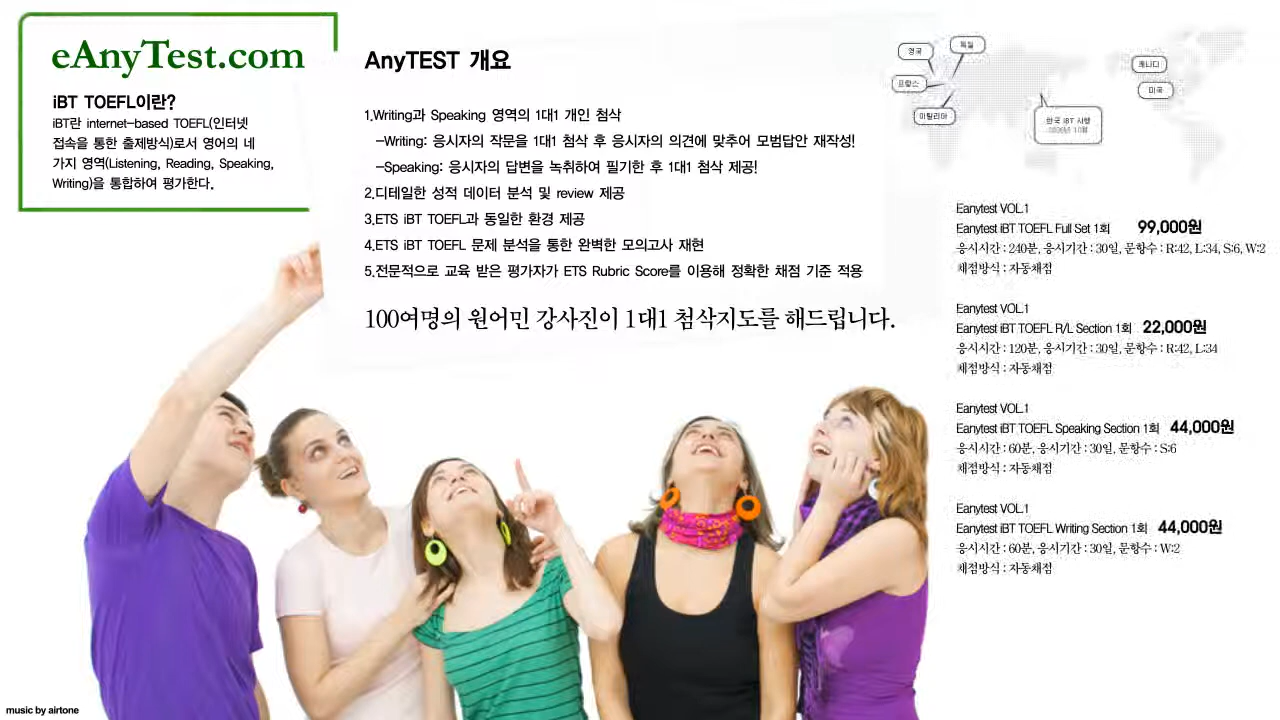 eAnyTest.com
iBT TOEFL이란?
iBT란 internet-based TOEFL(인터넷
접속을 통한 출제방식)로서 영어의 네
가지 영역(Listening, Reading, Speaking,
Writing)을 통합하여 평가한다.
AnyTEST 개요
1.Writing과 Speaking 영역의 1대1 개인 첨삭
-Writing: 응시자의 작문을 1대1 첨삭 후 응시자의 의견에 맞추어 모범답안 재작성!
-Speaking: 응시자의 답변을 녹취하여 필기한 후 1대1 첨삭 제공!
2.디테일한 성적 데이터 분석 및 review 제공
3.ETS iBT TOEFL과 동일한 환경 제공
4.ETS iBT TOEFL 문제 분석을 통한 완벽한 모의고사 재현
5.전문적으로 교육 받은 평가자가 ETS Rubric Score를 이용해 정확한 채점 기준 적용
100여명의 원어민 강사진이 1대1 첨삭지도를 해드립니다.
영국
독일
프랑스
이탈리아
캐나다
미국
한국 iBT 시행
Eanytest VOL.1
Eanytest iBT TOEFL Full Set 1회 99,000원
응시시간 : 240분, 응시기간 : 30일, 문항수 : R:42, L:34, S:6, W:2
채점방식 : 자동채점
Eanytest VOL.1
Eanytest iBT TOEFL R/L Section 1회 22,000원
응시시간 : 120분, 응시기간 : 30일, 문항수 : R:42, L:34
채점방식 : 자동채점
Eanytest VOL.1
Eanytest iBT TOEFL Speaking Section 1회 44,000원
응시시간 : 60분, 응시기간 : 30일, 문항수 : S:6
채점방식 : 자동채점
Eanytest VOL.1
Eanytest iBT TOEFL Writing Section 1회 44,000원
응시시간 : 60분, 응시기간 : 30일, 문항수 : W:2
채점방식 : 자동채점
music by airtone